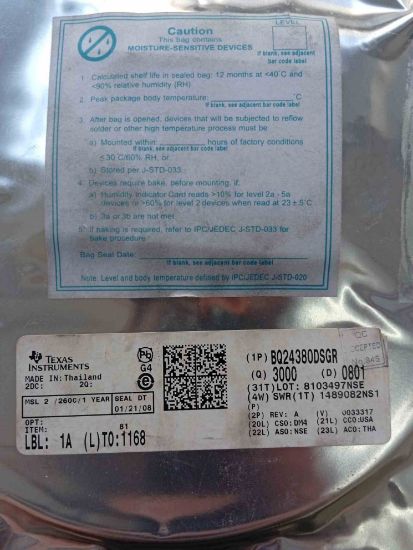 Caution
This bag contains
MOISTURE-SENSITIVE DEVICES
LEVEL
If blank, see adjacent
bar code label
1. Calculated shelf life in sealed bag: 12 months at <40°C and
<90% relative humidity (RH)
2. Peak package body temperature: °C
If blank, see adjacent bar code label
3. After bag is opened, devices that will be subjected to reflow
solder or other high temperature process must be
a) Mounted within: hours of factory conditions
If blank, see adjacent bar code label
≤ 30 C/60% RH, or
b) Stored per J-STD-033
4. Devices require bake, before mounting, if:
a) Humidity Indicator Card reads >10% for level 2a - 5a
devices or >60% for level 2 devices when read at 23 ± 5°C
b) 3a or 3b are not met.
5. If baking is required, refer to IPC/JEDEC J-STD-033 for
bake procedure
Bag Seal Date:
If blank, see adjacent bar code label
Note: Level and body temperature defined by IPC/JEDEC J-STD-020
TEXAS
INSTRUMENTS
Pb
G4
e
MADE IN: Thailand
2DC: 2Q:
MSL 2 /260C/1 YEAR SEAL DT
01/21/08
OPT:
ITEM: B1
LBL: 1A (L)TO:1168
(1P) BQ24380DSGR
(Q) 3000 (D) 0801
(31T)LOT: 8103497NSE
(4W) SWR(1T) 1489082NS1
(P)
(2P) REV: A (V) 0033317
(20L) CSO:DM4 (21L) CCO:USA
(22L) ASO:NSE (23L) ACO:THA
QC
ACCEPTED
No.845